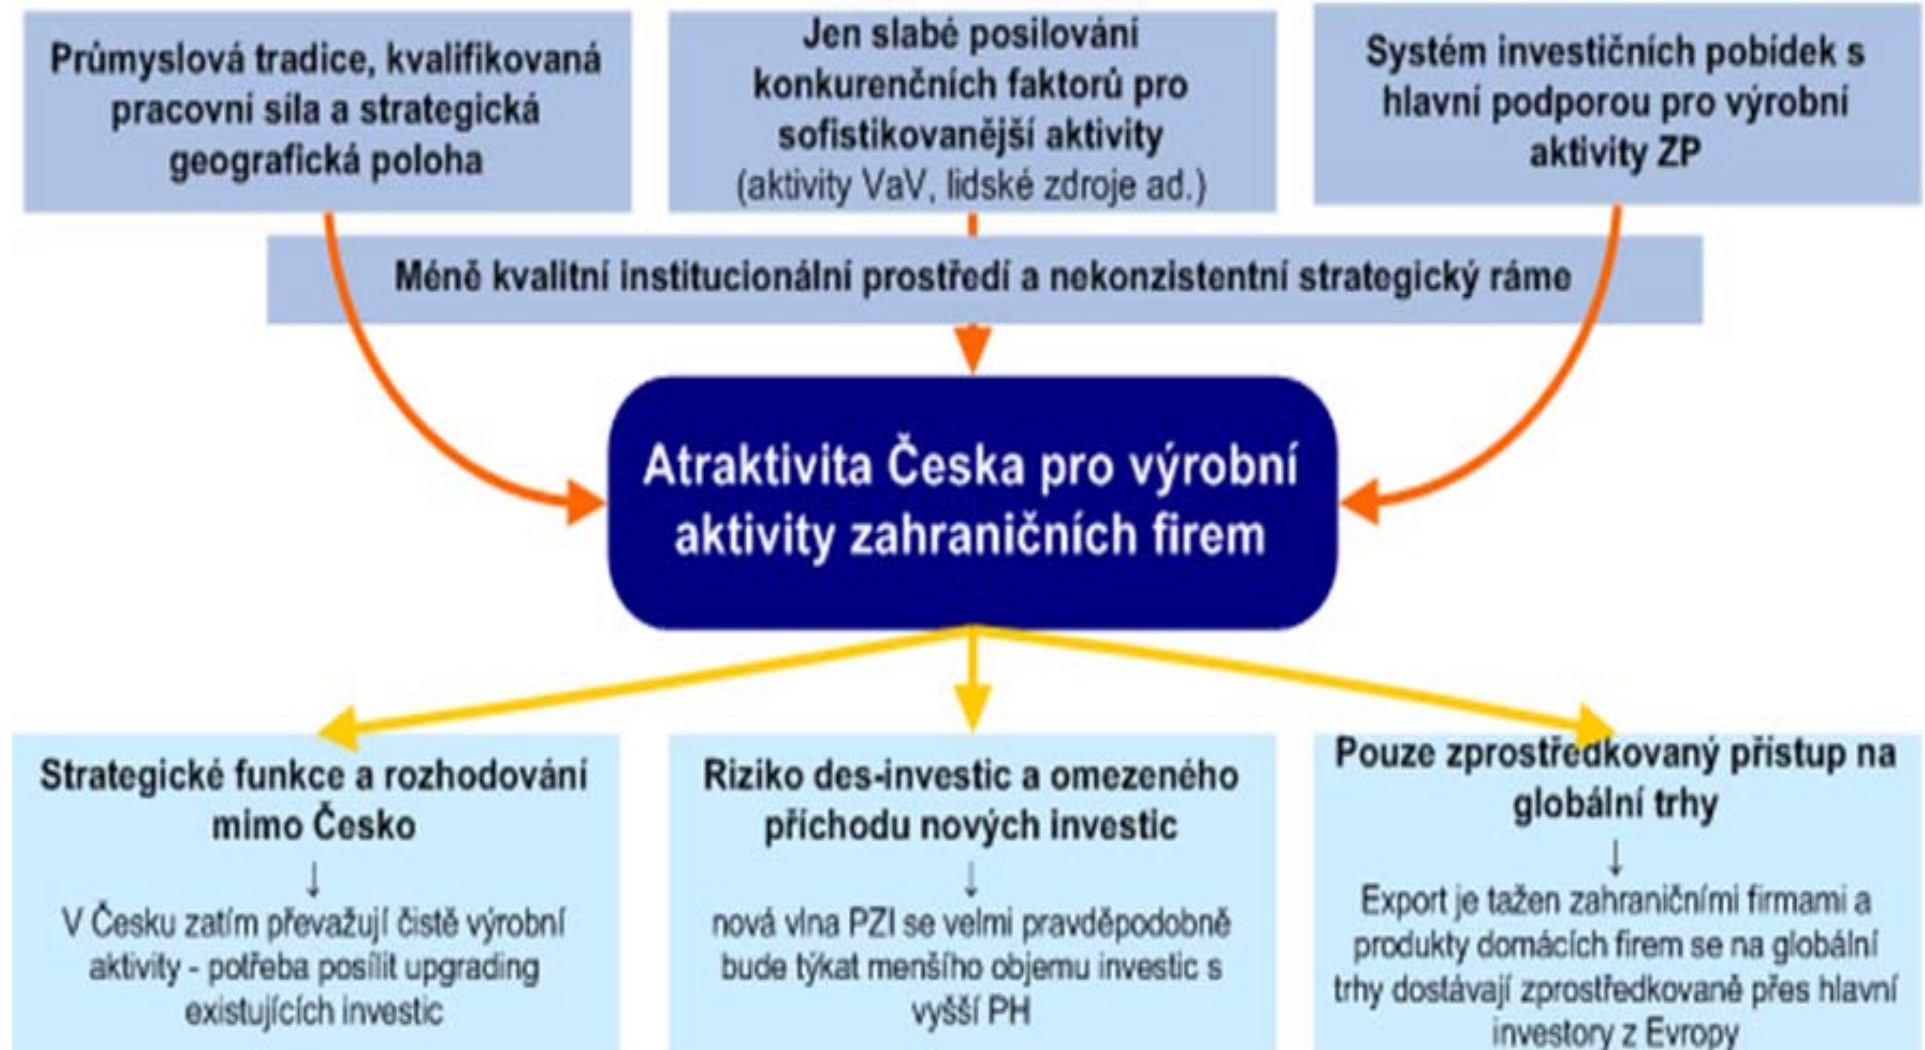 Průmyslová tradice, kvalifikovaná
pracovní síla a strategická
geografická poloha
Jen slabé posilování
konkurenčních faktorů pro
sofistikovanější aktivity
(aktivity VaV, lidské zdroje ad.)
Systém investičních pobídek s
hlavní podporou pro výrobní
aktivity ZP
Méně kvalitní institucionální prostředí a nekonzistentní strategický ráme
Atraktivita Česka pro výrobní
aktivity zahraničních firem
Strategické funkce a rozhodování
mimo Česko
↓
V Česku zatím převažují čistě výrobní
aktivity - potřeba posílit upgrading
existujících investic
Riziko des-investic a omezeného
příchodu nových investic
↓
nová vlna PZI se velmi pravděpodobně
bude týkat menšího objemu investic s
vyšší PH
Pouze zprostředkovaný přístup na
globální trhy
↓
Export je tažen zahraničními firmami a
produkty domácích firem se na globální
trhy dostávají zprostředkovaně přes hlavní
investory z Evropy